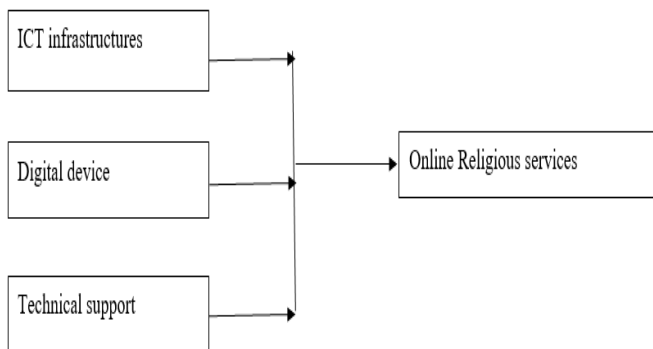 ICT infrastructures
Digital device
Online Religious services
Technical support